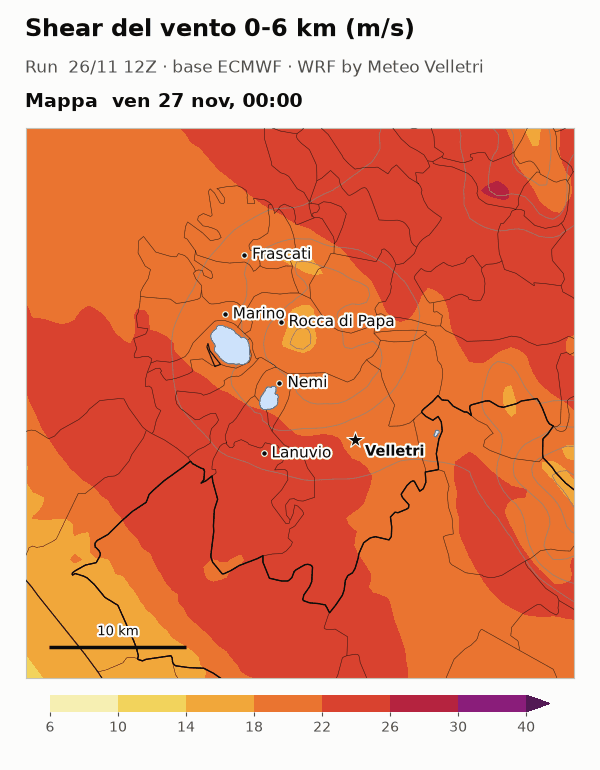 Shear del vento 0-6 km (m/s)
Run  26/11 12Z · base ECMWF · WRF by Meteo Velletri
Mappa  ven 27 nov, 00:00
Frascati
Marino
Rocca di Papa
Nemi
Velletri
Lanuvio
10 km
6 10 14 18 22 26 30 40